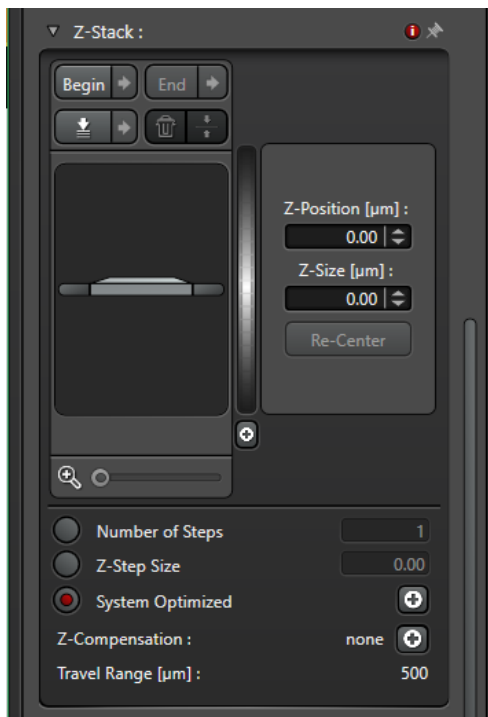 Z-Stack :
Begin
End
Z-Position [µm] :
0.00
Z-Size [µm] :
0.00
Re-Center
Number of Steps
1
Z-Step Size
0.00
System Optimized
Z-Compensation :
none
Travel Range [µm] :
500